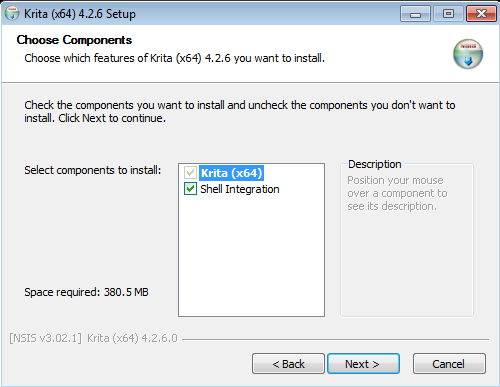 Krita (x64) 4.2.6 Setup
Choose Components
Choose which features of Krita (x64) 4.2.6 you want to install.
Check the components you want to install and uncheck the components you don't want to
install. Click Next to continue.
Select components to install:
Krita (x64)
Shell Integration
Description
Position your mouse
over a component to
see its description.
Space required: 380.5 MB
[NSIS v3.02.1] Krita (x64) 4.2.6.0
< Back
Next >
Cancel